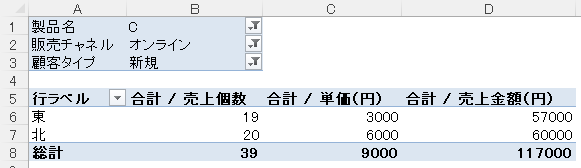 A B C D
1 製品名 C
2 販売チャネル オンライン
3 顧客タイプ 新規
4
5 行ラベル 合計 / 売上個数 合計 / 単価(円) 合計 / 売上金額(円)
6 東 19 3000 57000
7 北 20 6000 60000
8 総計 39 9000 117000